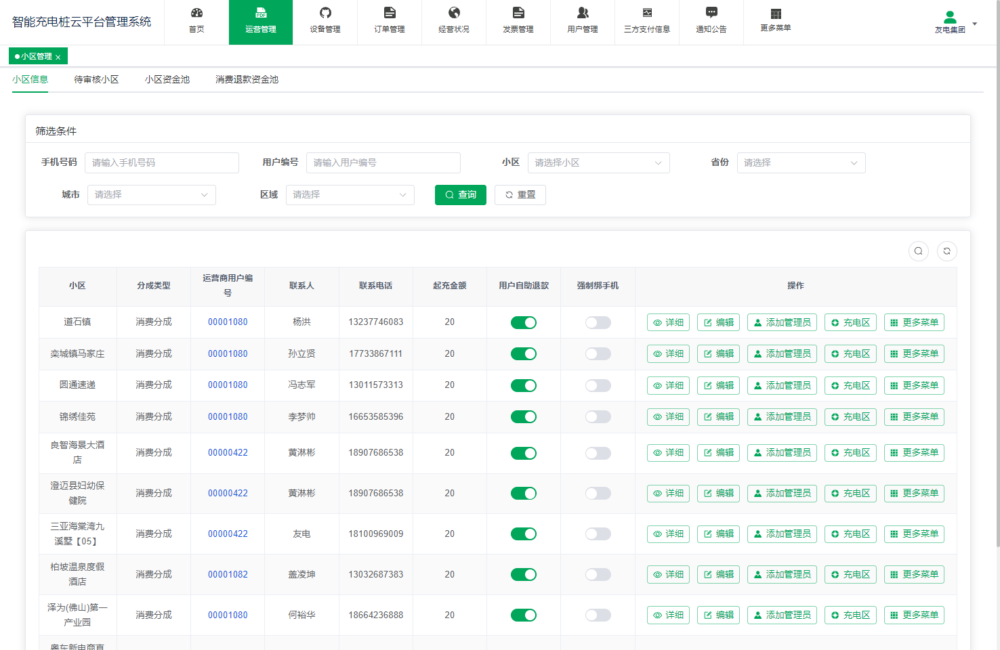 智能充电桩云平台管理系统
首页
运营管理
设备管理
订单管理
经营状况
发票管理
用户管理
三方支付信息
通知公告
更多菜单
友电集团
小区管理
小区信息
待审核小区
小区资金池
消费退款资金池
筛选条件
手机号码 请输入手机号码 用户编号 请输入用户编号 小区 请选择小区 省份 请选择
城市 请选择 区域 请选择 查询 重置
小区 分成类型 运营商用户编号 联系人 联系电话 起充金额 用户自助退款 强制绑手机 操作
道石镇 消费分成 00001080 杨洪 13237746083 20 详细 编辑 添加管理员 充电区 更多菜单
栾城镇马家庄 消费分成 00001080 孙立贤 17733867111 20 详细 编辑 添加管理员 充电区 更多菜单
圆通速递 消费分成 00001080 冯志军 13011573313 20 详细 编辑 添加管理员 充电区 更多菜单
锦绣佳苑 消费分成 00001080 李梦帅 16653585396 20 详细 编辑 添加管理员 充电区 更多菜单
良智海景大酒店 消费分成 00000422 黄淋彬 18907686538 20 详细 编辑 添加管理员 充电区 更多菜单
澄迈县妇幼保健院 消费分成 00000422 黄淋彬 18907686538 20 详细 编辑 添加管理员 充电区 更多菜单
三亚海棠湾九溪墅【05】 消费分成 00000422 友电 18100969009 20 详细 编辑 添加管理员 充电区 更多菜单
柏坡温泉度假酒店 消费分成 00001082 盖凌坤 13032687383 20 详细 编辑 添加管理员 充电区 更多菜单
泽为(佛山)第一产业园 消费分成 00001080 何裕华 18664236888 20 详细 编辑 添加管理员 充电区 更多菜单
粤东新电商直